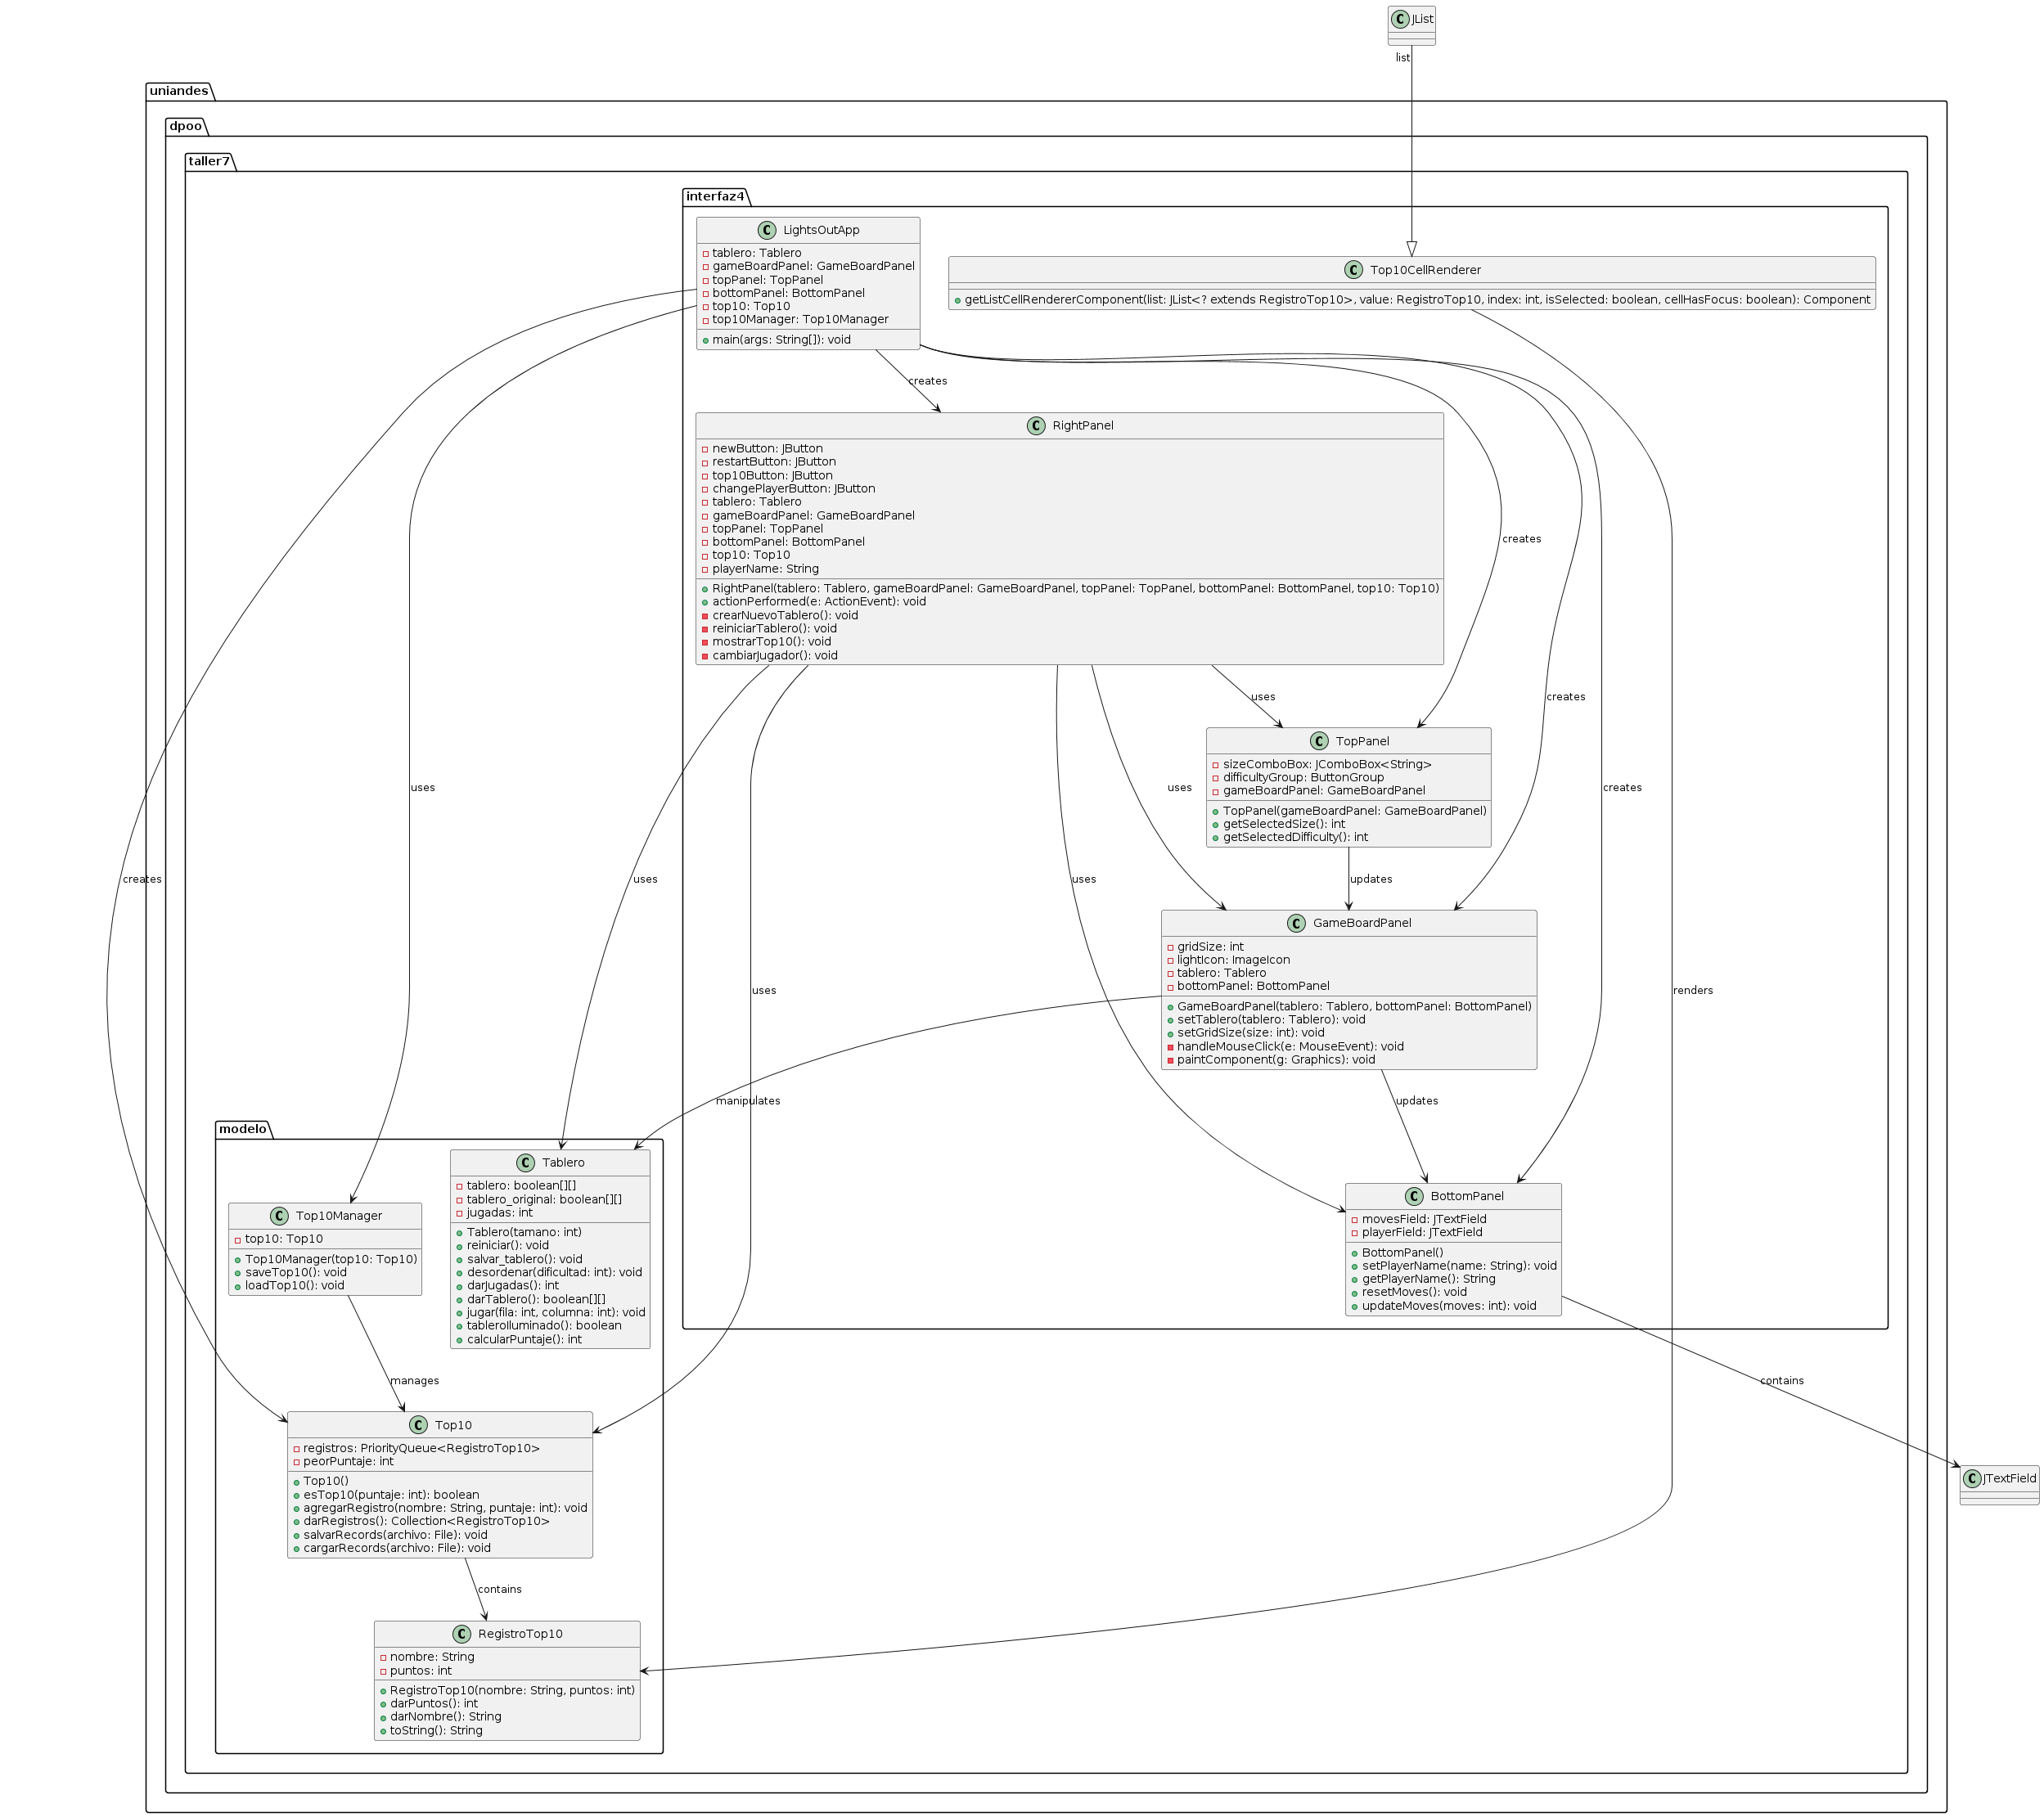 JList
list
uniandes
dpoo
taller7
interfaz4
LightsOutApp
tablero: Tablero
gameBoardPanel: GameBoardPanel
topPanel: TopPanel
bottomPanel: BottomPanel
top10: Top10
top10Manager: Top10Manager
main(args: String[]): void
Top10CellRenderer
getListCellRendererComponent(list: JList<? extends RegistroTop10>, value: RegistroTop10, index: int, isSelected: boolean, cellHasFocus: boolean): Component
creates
RightPanel
newButton: JButton
restartButton: JButton
top10Button: JButton
changePlayerButton: JButton
tablero: Tablero
gameBoardPanel: GameBoardPanel
topPanel: TopPanel
bottomPanel: BottomPanel
top10: Top10
playerName: String
RightPanel(tablero: Tablero, gameBoardPanel: GameBoardPanel, topPanel: TopPanel, bottomPanel: BottomPanel, top10: Top10)
actionPerformed(e: ActionEvent): void
crearNuevoTablero(): void
reiniciarTablero(): void
mostrarTop10(): void
cambiarJugador(): void
creates
uses
creates
TopPanel
sizeComboBox: JComboBox<String>
difficultyGroup: ButtonGroup
gameBoardPanel: GameBoardPanel
TopPanel(gameBoardPanel: GameBoardPanel)
getSelectedSize(): int
getSelectedDifficulty(): int
uses
uses
creates
creates
uses
uses
updates
GameBoardPanel
gridSize: int
lightIcon: ImageIcon
tablero: Tablero
bottomPanel: BottomPanel
GameBoardPanel(tablero: Tablero, bottomPanel: BottomPanel)
setTablero(tablero: Tablero): void
setGridSize(size: int): void
handleMouseClick(e: MouseEvent): void
paintComponent(g: Graphics): void
uses
renders
manipulates
updates
modelo
Tablero
tablero: boolean[][]
tablero_original: boolean[][]
jugadas: int
Tablero(tamano: int)
reiniciar(): void
salvar_tablero(): void
desordenar(dificultad: int): void
darJugadas(): int
darTablero(): boolean[][]
jugar(fila: int, columna: int): void
tableroIluminado(): boolean
calcularPuntaje(): int
Top10Manager
top10: Top10
Top10Manager(top10: Top10)
saveTop10(): void
loadTop10(): void
BottomPanel
movesField: JTextField
playerField: JTextField
BottomPanel()
setPlayerName(name: String): void
getPlayerName(): String
resetMoves(): void
updateMoves(moves: int): void
manages
contains
Top10
registros: PriorityQueue<RegistroTop10>
peorPuntaje: int
Top10()
esTop10(puntaje: int): boolean
agregarRegistro(nombre: String, puntaje: int): void
darRegistros(): Collection<RegistroTop10>
salvarRecords(archivo: File): void
cargarRecords(archivo: File): void
JTextField
contains
RegistroTop10
nombre: String
puntos: int
RegistroTop10(nombre: String, puntos: int)
darPuntos(): int
darNombre(): String
toString(): String